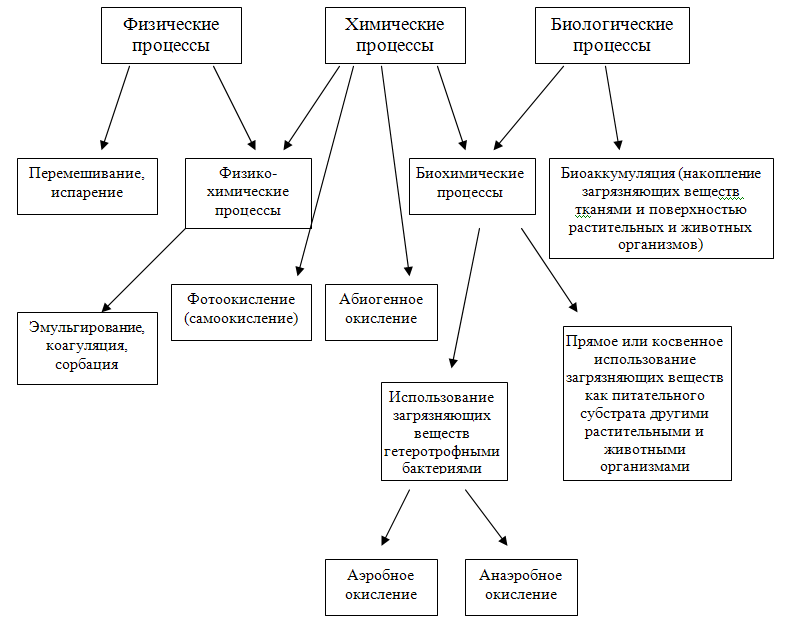 Физические
процессы
Химические
процессы
Биологические
процессы
Перемешивание,
испарение
Физико-
химические
процессы
Биохимические
процессы
Биоаккумуляция (накопление
загрязняющих веществ
тканями и поверхностью
растительных и животных
организмов)
Эмульгирование,
коагуляция,
сорбация
Фотоокисление
(самоокисление)
Абиогенное
окисление
Использование
загрязняющих
веществ
гетеротрофными
бактериями
Прямое или косвенное
использование
загрязняющих веществ
как питательного
субстрата другими
растительными и
животными
организмами
Аэробное
окисление
Анаэробное
окисление